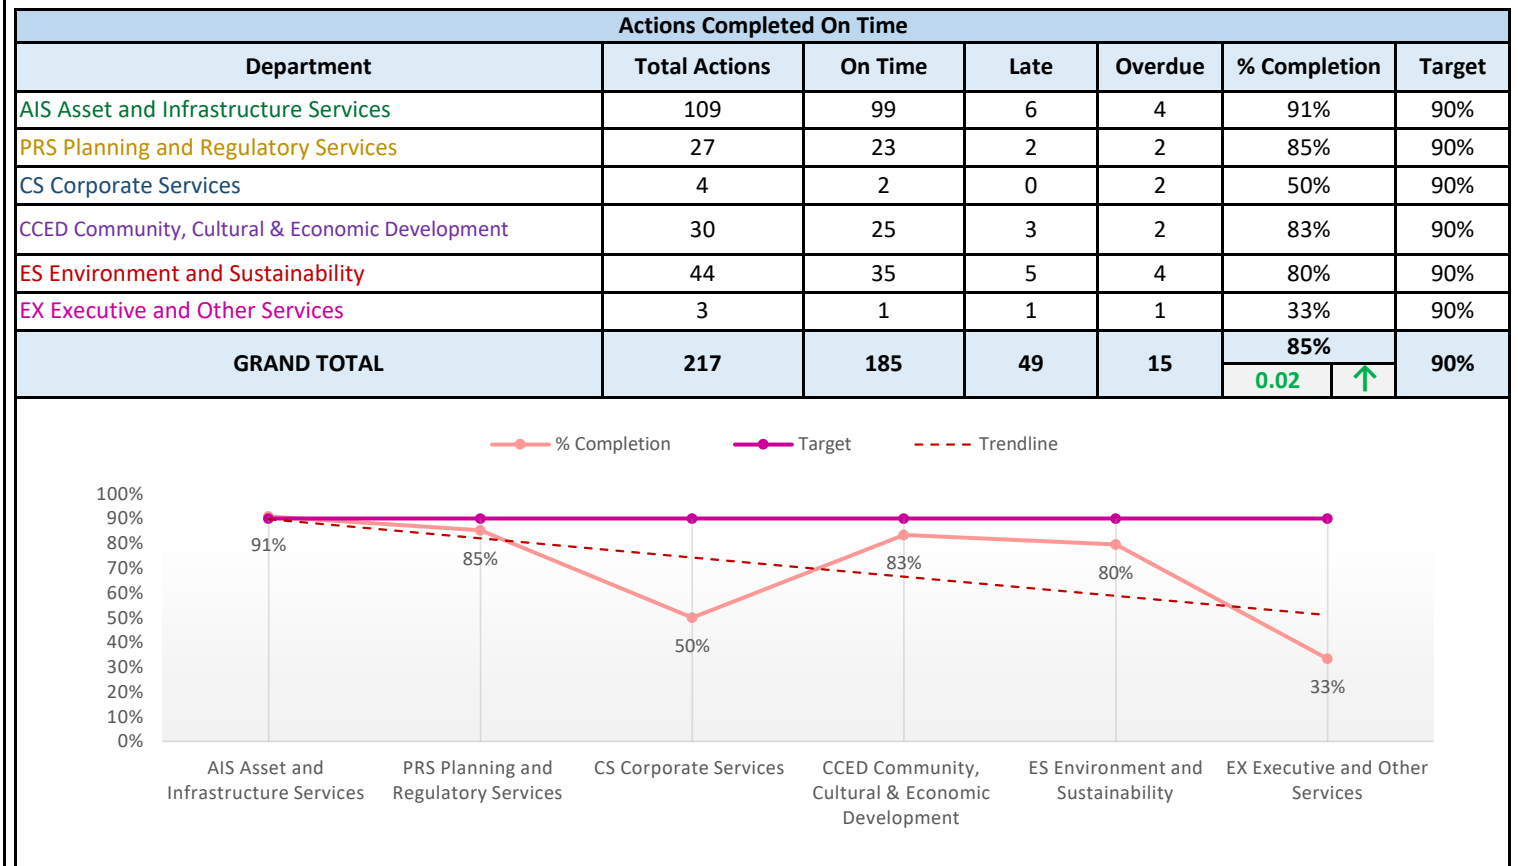 Actions Completed On Time
Department Total Actions On Time Late Overdue % Completion Target
AIS Asset and Infrastructure Services 109 99 6 4 91% 90%
PRS Planning and Regulatory Services 27 23 2 2 85% 90%
CS Corporate Services 4 2 0 2 50% 90%
CCED Community, Cultural & Economic Development 30 25 3 2 83% 90%
ES Environment and Sustainability 44 35 5 4 80% 90%
EX Executive and Other Services 3 1 1 1 33% 90%
GRAND TOTAL 217 185 49 15 85% 90%
0.02 ↑
% Completion Target Trendline
100%
90%
80%
70%
60%
50%
40%
30%
20%
10%
0%
91%
85%
50%
83%
80%
33%
AIS Asset and
Infrastructure Services
PRS Planning and
Regulatory Services
CS Corporate Services
CCED Community,
Cultural & Economic
Development
ES Environment and
Sustainability
EX Executive and Other
Services